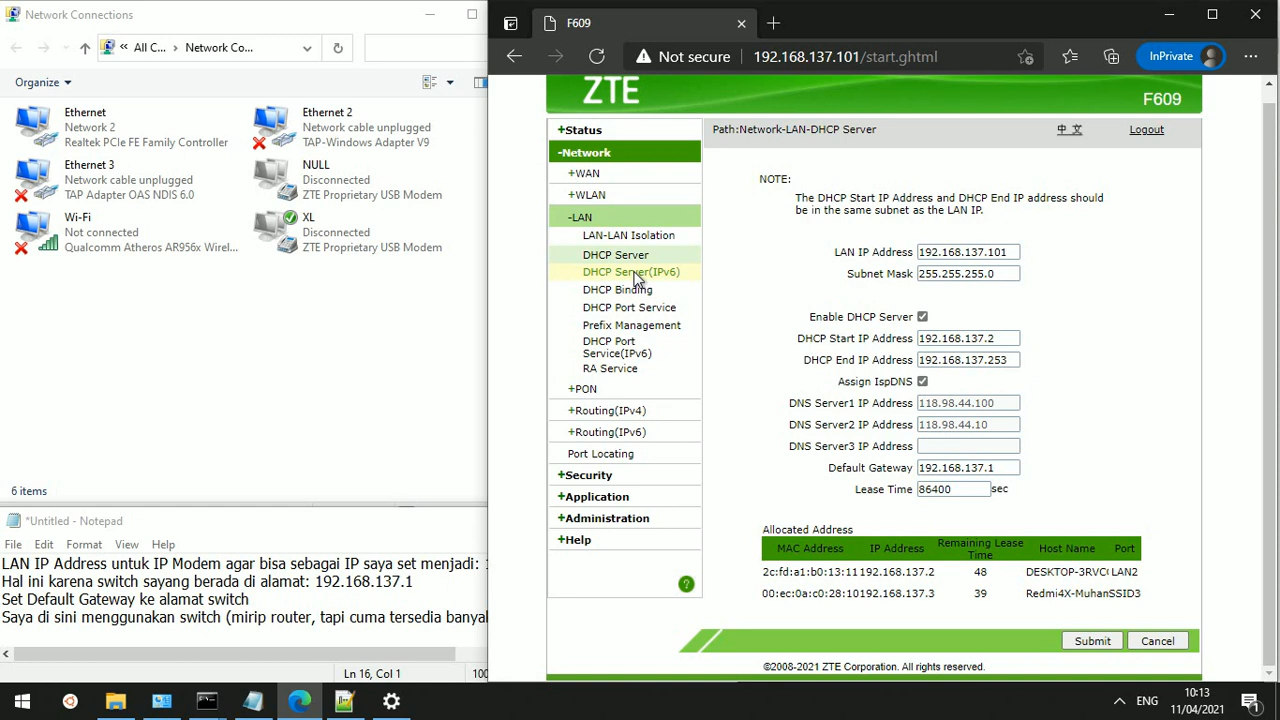 Network Connections
All C...
Network Co...
Organize
Ethernet
Network 2
Realtek PCIe FE Family Controller
Ethernet 2
Network cable unplugged
TAP-Windows Adapter V9
Ethernet 3
Network cable unplugged
TAP Adapter OAS NDIS 6.0
NULL
Disconnected
ZTE Proprietary USB Modem
Wi-Fi
Not connected
Qualcomm Atheros AR956x Wirel...
XL
Disconnected
ZTE Proprietary USB Modem
6 items
*Untitled - Notepad
File Edit Format View Help
LAN IP Address untuk IP Modem agar bisa sebagai IP saya set menjadi: 1
Hal ini karena switch sayang berada di alamat: 192.168.137.1
Set Default Gateway ke alamat switch
Saya di sini menggunakan switch (mirip router, tapi cuma tersedia banyak
Ln 16, Col 1
100
F609
Not secure
192.168.137.101/start.ghtml
InPrivate
ZTE
F609
+Status
-Network
+WAN
+WLAN
-LAN
LAN-LAN Isolation
DHCP Server
DHCP Server(IPv6)
DHCP Binding
DHCP Port Service
Prefix Management
DHCP Port
Service(IPv6)
RA Service
+PON
+Routing(IPv4)
+Routing(IPv6)
Port Locating
+Security
+Application
+Administration
+Help
?
Path:Network-LAN-DHCP Server
中 文
Logout
NOTE:
The DHCP Start IP Address and DHCP End IP address should
be in the same subnet as the LAN IP.
LAN IP Address 192.168.137.101
Subnet Mask 255.255.255.0
Enable DHCP Server
DHCP Start IP Address 192.168.137.2
DHCP End IP Address 192.168.137.253
Assign IspDNS
DNS Server1 IP Address 118.98.44.100
DNS Server2 IP Address 118.98.44.10
DNS Server3 IP Address
Default Gateway 192.168.137.1
Lease Time 86400 sec
Allocated Address
MAC Address IP Address Remaining Lease Time Host Name Port
2c:fd:a1:b0:13:11 192.168.137.2 48 DESKTOP-3RVC LAN2
00:ec:0a:c0:28:10 192.168.137.3 39 Redmi4X-Muhan SSID3
Submit
Cancel
©2008-2021 ZTE Corporation. All rights reserved.
ENG
10:13
11/04/2021
1